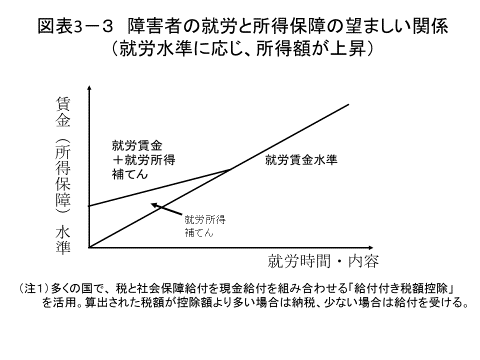 図表3－3 障害者の就労と所得保障の望ましい関係
（就労水準に応じ、所得額が上昇）
賃金（所得保障）水準
就労賃金
＋就労所得
補てん
就労賃金水準
就労所得
補てん
就労時間・内容
（注１）多くの国で、税と社会保障給付を現金給付を組み合わせる「給付付き税額控除」
を活用。算出された税額が控除額より多い場合は納税、少ない場合は給付を受ける。